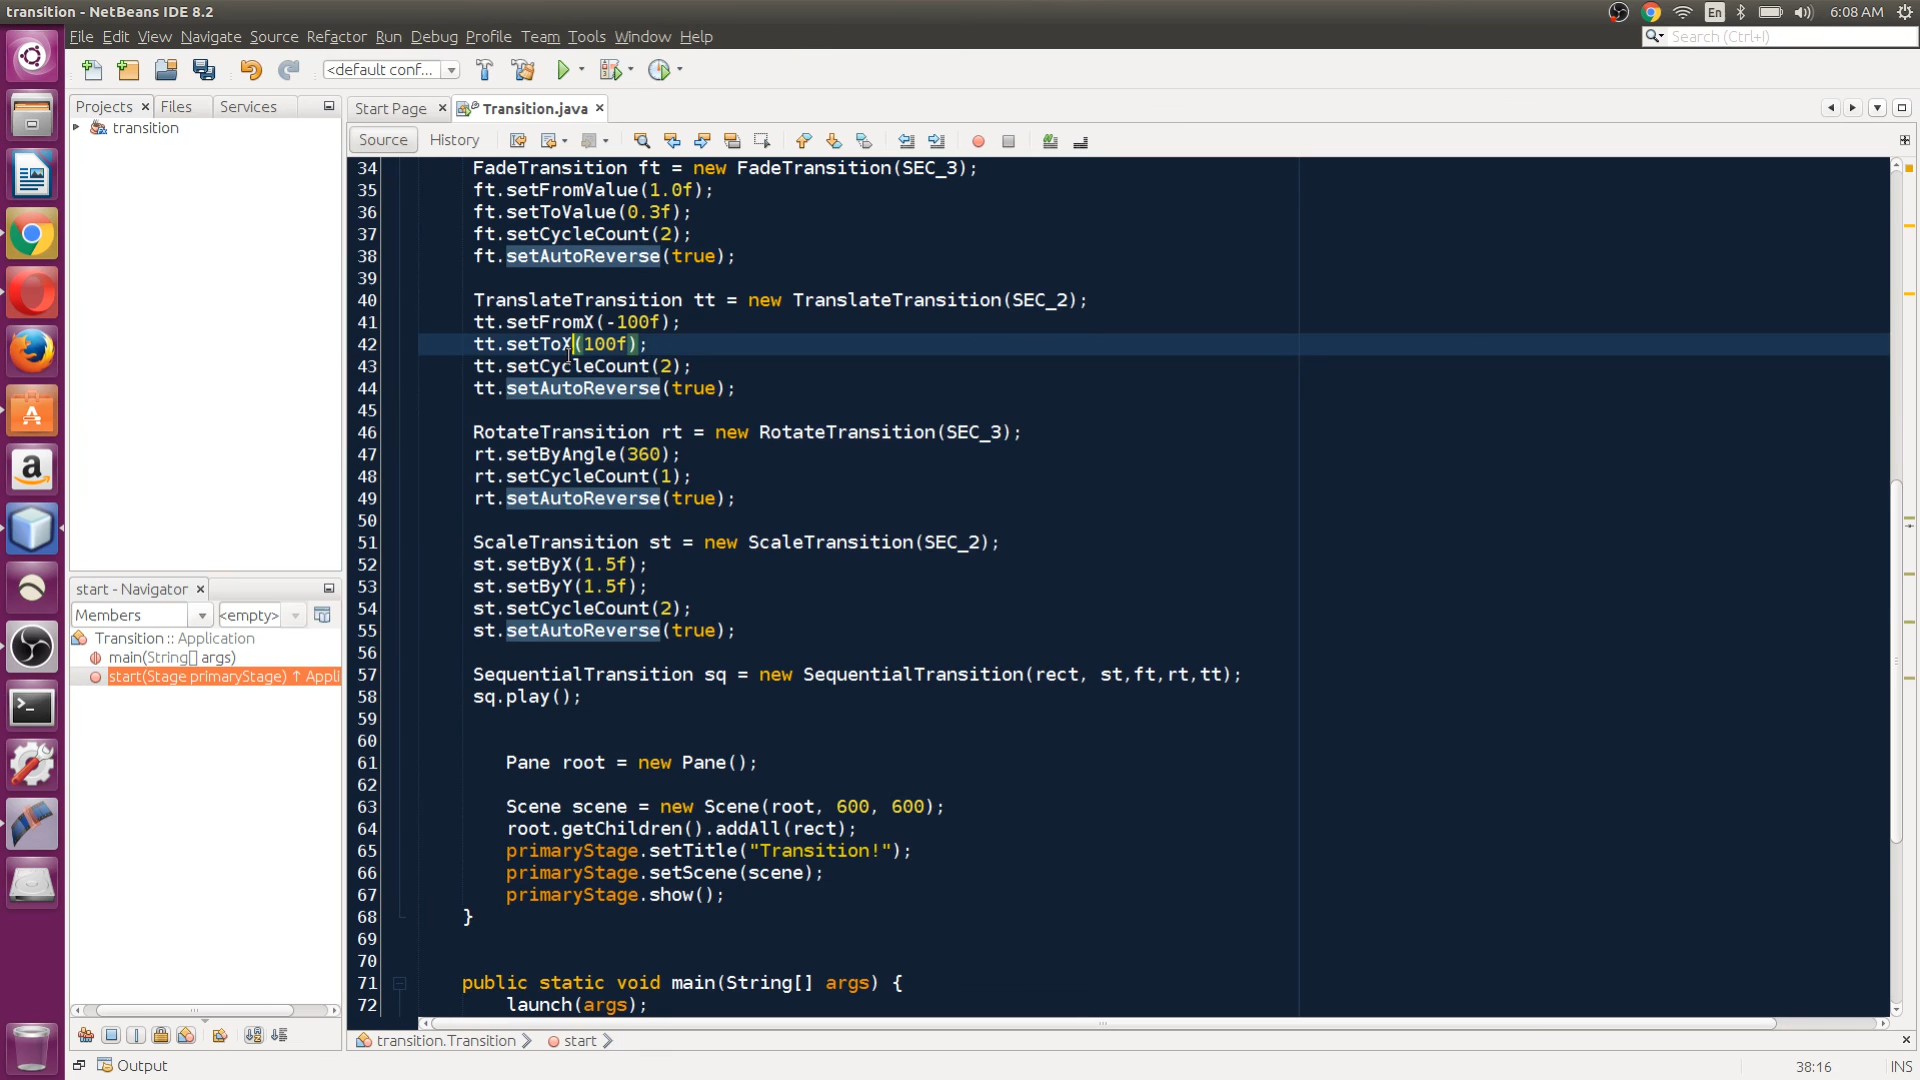 transition - NetBeans IDE 8.2
En
6:08 AM
File Edit View Navigate Source Refactor Run Debug Profile Team Tools Window Help
Search (Ctrl+I)
<default conf...
Projects
Files
Services
Start Page
Transition.java
transition
Source
History
34 FadeTransition ft = new FadeTransition(SEC_3);
35 ft.setFromValue(1.0f);
36 ft.setToValue(0.3f);
37 ft.setCycleCount(2);
38 ft.setAutoReverse(true);
39
40 TranslateTransition tt = new TranslateTransition(SEC_2);
41 tt.setFromX(-100f);
42 tt.setToX(100f);
43 tt.setCycleCount(2);
44 tt.setAutoReverse(true);
45
46 RotateTransition rt = new RotateTransition(SEC_3);
47 rt.setByAngle(360);
48 rt.setCycleCount(1);
49 rt.setAutoReverse(true);
50
51 ScaleTransition st = new ScaleTransition(SEC_2);
52 st.setByX(1.5f);
53 st.setByY(1.5f);
54 st.setCycleCount(2);
55 st.setAutoReverse(true);
56
57 SequentialTransition sq = new SequentialTransition(rect, st,ft,rt,tt);
58 sq.play();
59
60
61 Pane root = new Pane();
62
63 Scene scene = new Scene(root, 600, 600);
64 root.getChildren().addAll(rect);
65 primaryStage.setTitle("Transition!");
66 primaryStage.setScene(scene);
67 primaryStage.show();
68 }
69
70
71 public static void main(String[] args) {
72 launch(args);
start - Navigator
Members
<empty>
Transition :: Application
main(String[] args)
start(Stage primaryStage) ↑ Appli
transition.Transition
start
Output
38:16
INS